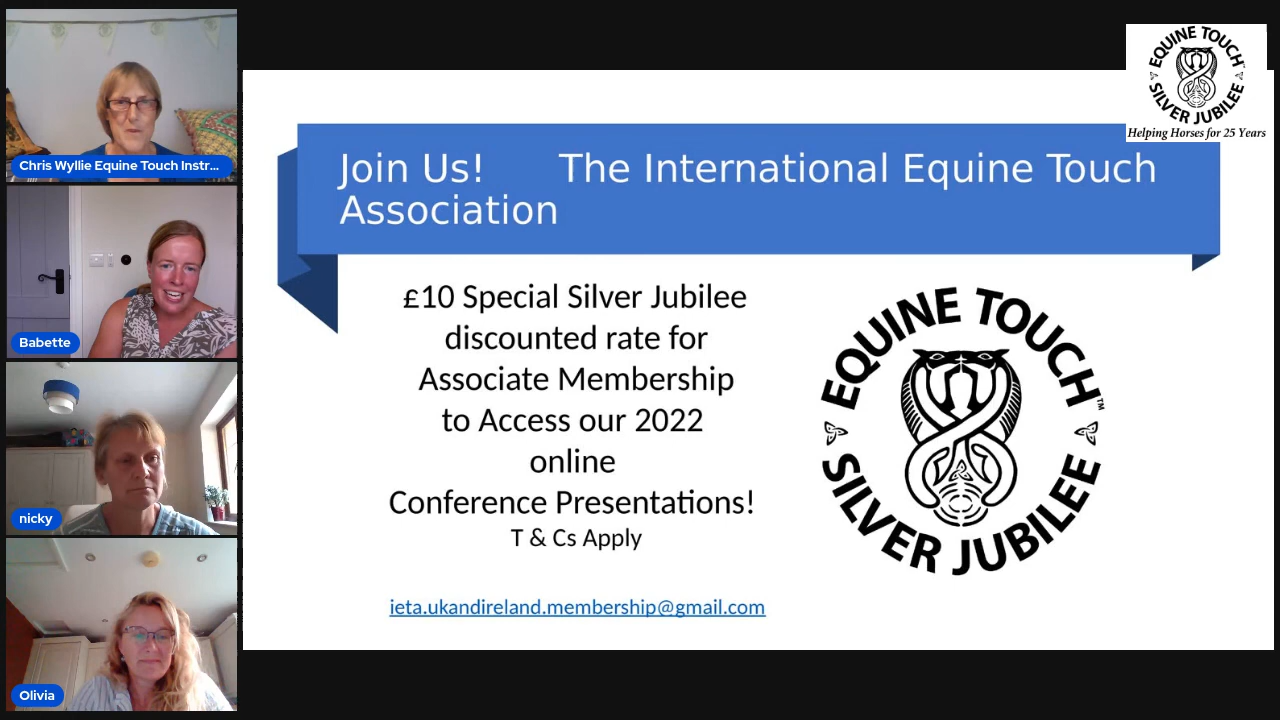 Chris Wyllie Equine Touch Instr...
Babette
nicky
Olivia
Join Us! The International Equine Touch
Association
£10 Special Silver Jubilee
discounted rate for
Associate Membership
to Access our 2022
online
Conference Presentations!
T & Cs Apply
ieta.ukandireland.membership@gmail.com
EQUINE TOUCH™
SILVER JUBILEE
EQUINE TOUCH™
SILVER JUBILEE
Helping Horses for 25 Years